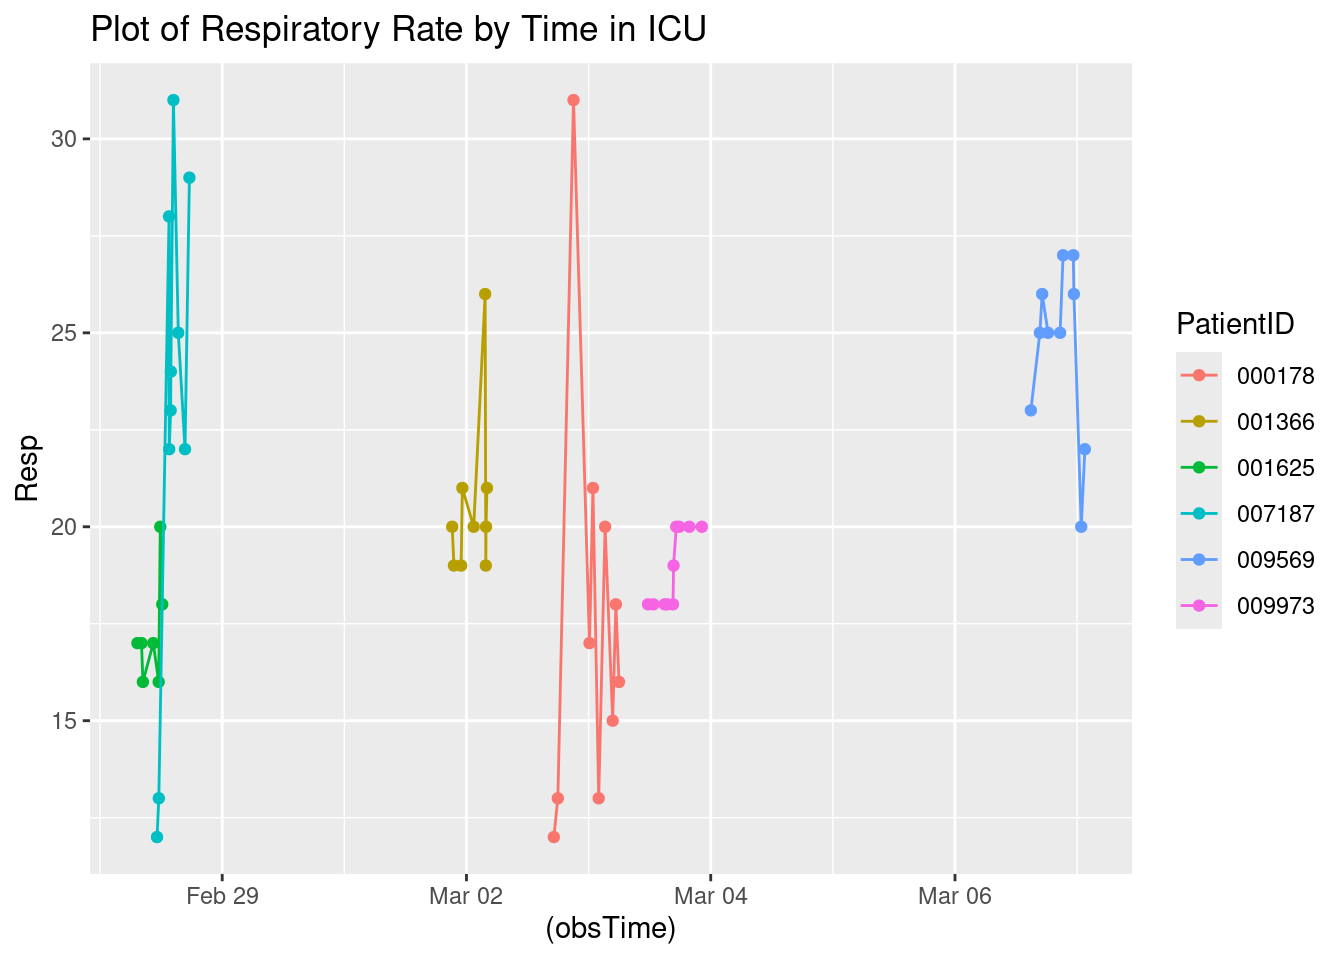 Plot of Respiratory Rate by Time in ICU
30
25
20
15
Resp
Feb 29 Mar 02 Mar 04 Mar 06
(obsTime)
PatientID
000178
001366
001625
007187
009569
009973